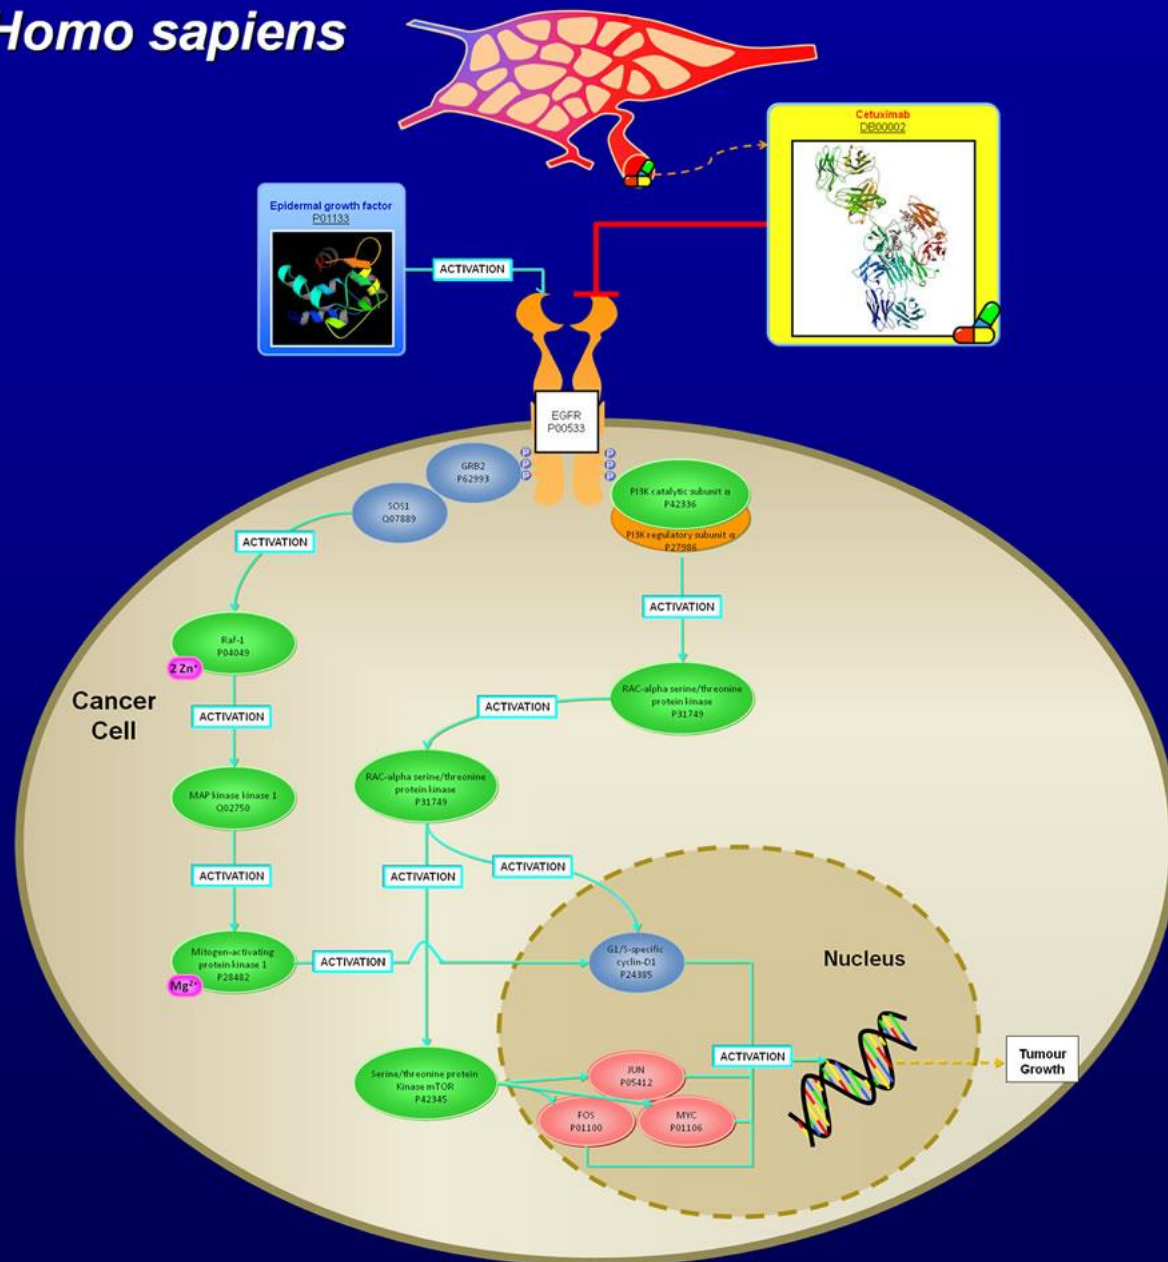 Homo sapiens
Cetuximab
DB00002
Epidermal growth factor
P01133
ACTIVATION
EGFR
P00533
P
P
P
P
P
P
GRB2
P62993
SOS1
Q07889
PI3K catalytic subunit α
P42336
PI3K regulatory subunit α
P27986
ACTIVATION
ACTIVATION
Raf-1
P04049
2 Zn⁺
RAC-alpha serine/threonine
protein kinase
P31749
Cancer
Cell
ACTIVATION
ACTIVATION
RAC-alpha serine/threonine
protein kinase
P31749
MAP kinase kinase 1
Q02750
ACTIVATION
ACTIVATION
ACTIVATION
Mitogen-activating
protein kinase 1
P28482
Mg²⁺
ACTIVATION
G1/S-specific
cyclin-D1
P24385
Nucleus
ACTIVATION
Tumour
Growth
Serine/threonine protein
Kinase mTOR
P42345
JUN
P05412
FOS
P01100
MYC
P01106